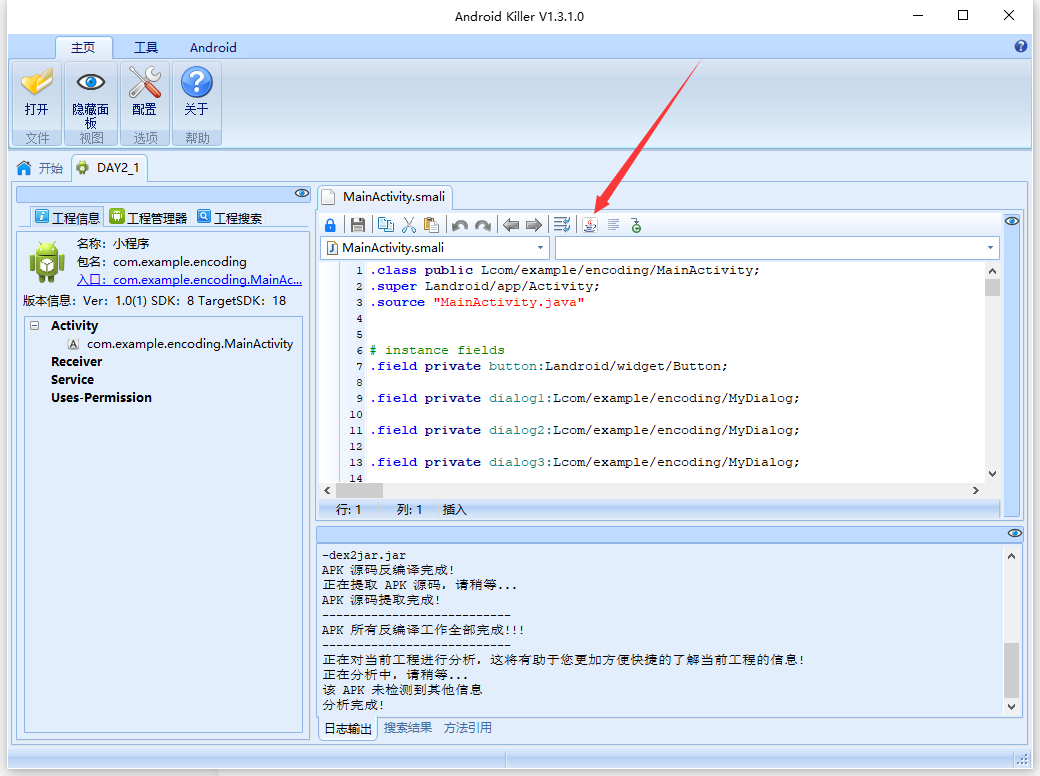 Android Killer V1.3.1.0
主页 工具 Android
打开 隐藏面板 配置 关于
文件 视图 选项 帮助
开始 DAY2_1
工程信息 工程管理器 工程搜索
名称：小程序
包名：com.example.encoding
入口：com.example.encoding.MainAc...
版本信息：Ver：1.0(1) SDK：8 TargetSDK：18
Activity
com.example.encoding.MainActivity
Receiver
Service
Uses-Permission
MainActivity.smali
MainActivity.smali
1 .class public Lcom/example/encoding/MainActivity;
2 .super Landroid/app/Activity;
3 .source "MainActivity.java"
4
5
6 # instance fields
7 .field private button:Landroid/widget/Button;
8
9 .field private dialog1:Lcom/example/encoding/MyDialog;
10
11 .field private dialog2:Lcom/example/encoding/MyDialog;
12
13 .field private dialog3:Lcom/example/encoding/MyDialog;
14
行: 1 列: 1 插入
-dex2jar.jar
APK 源码反编译完成!
正在提取 APK 源码，请稍等...
APK 源码提取完成!
---------------------------
APK 所有反编译工作全部完成!!!
---------------------------
正在对当前工程进行分析，这将有助于您更加方便快捷的了解当前工程的信息!
正在分析中，请稍等...
该 APK 未检测到其他信息
分析完成!
日志输出 搜索结果 方法引用